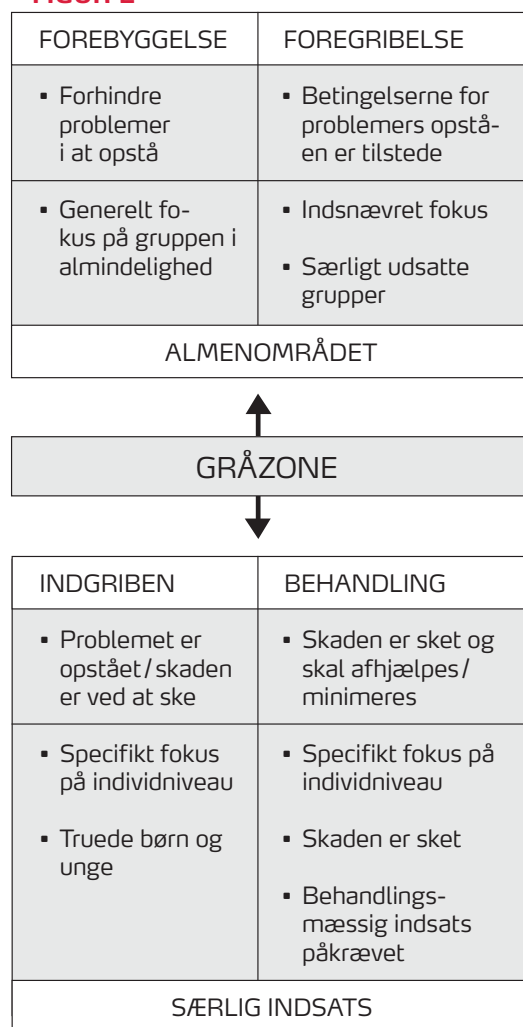 FOREBYGGELSE
▪ Forhindre
problemer
i at opstå
▪ Generelt fo-
kus på gruppen i
almindelighed
FOREGRIBELSE
▪ Betingelserne for
problemers opstå-
en er tilstede
▪ Indsnævret fokus
▪ Særligt udsatte
grupper
ALMENOMRÅDET
GRÅZONE
INDGRIBEN
▪ Problemet er
opstået/skaden
er ved at ske
▪ Specifikt fokus
på individniveau
▪ Truede børn og
unge
BEHANDLING
▪ Skaden er sket og
skal afhjælpes/
minimeres
▪ Specifikt fokus på
individniveau
▪ Skaden er sket
▪ Behandlings-
mæssig indsats
påkrævet
SÆRLIG INDSATS